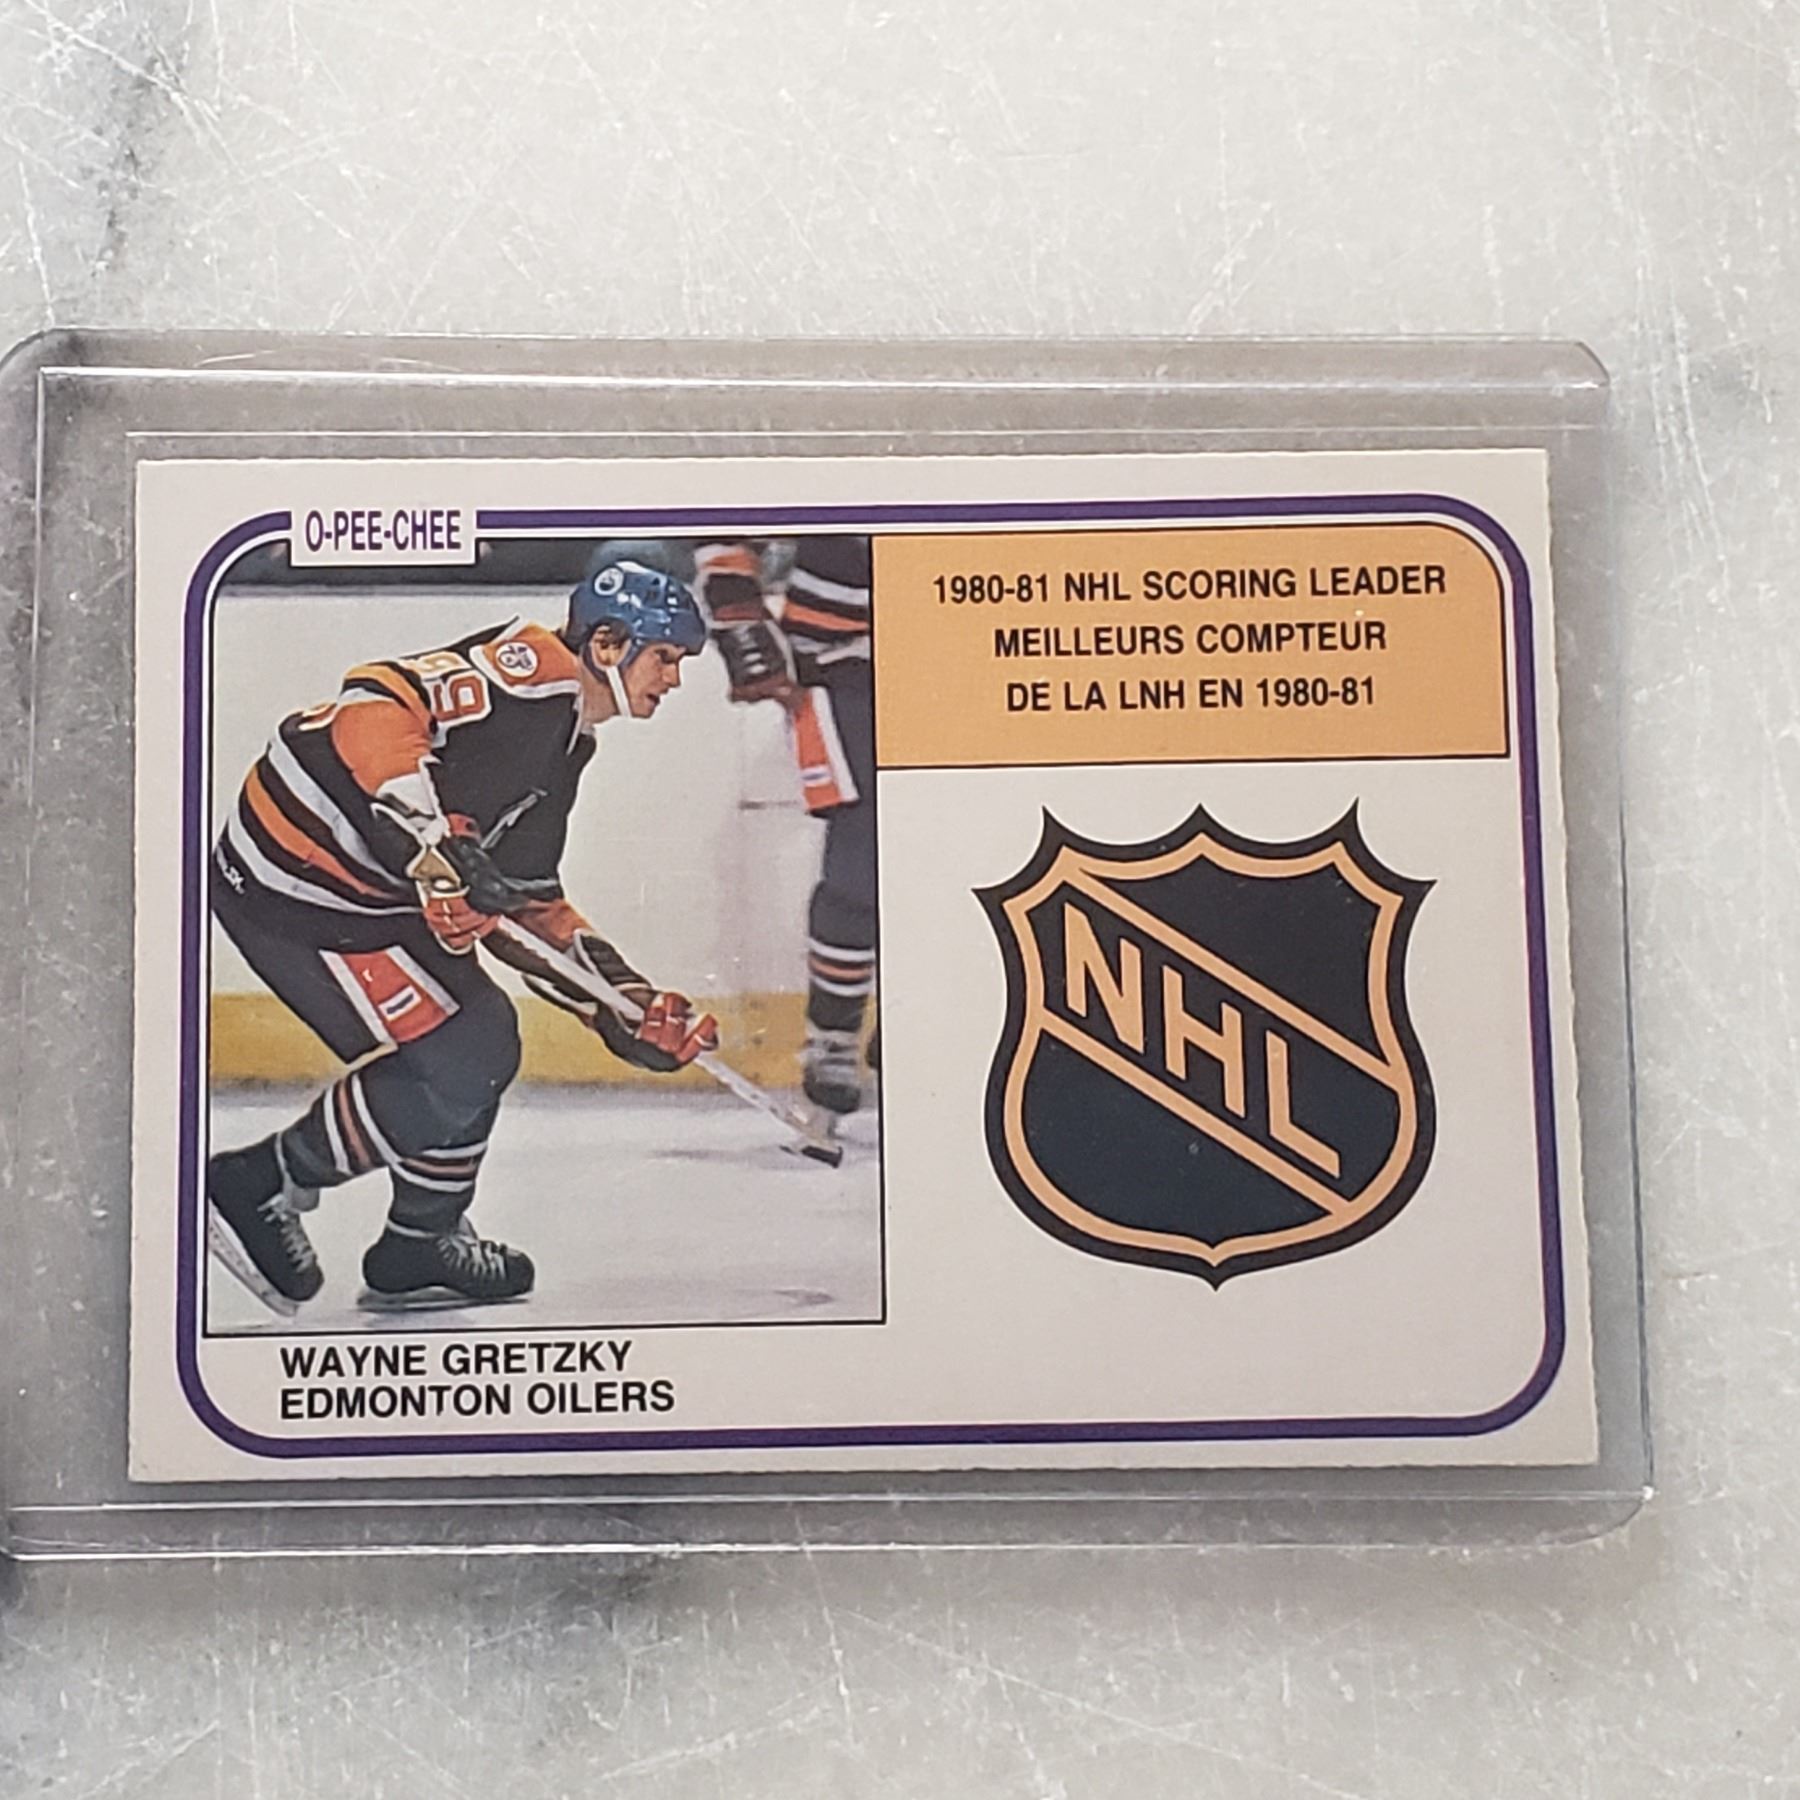 O-PEE-CHEE
1980-81 NHL SCORING LEADER
MEILLEURS COMPTEUR
DE LA LNH EN 1980-81
99
NHL
WAYNE GRETZKY
EDMONTON OILERS